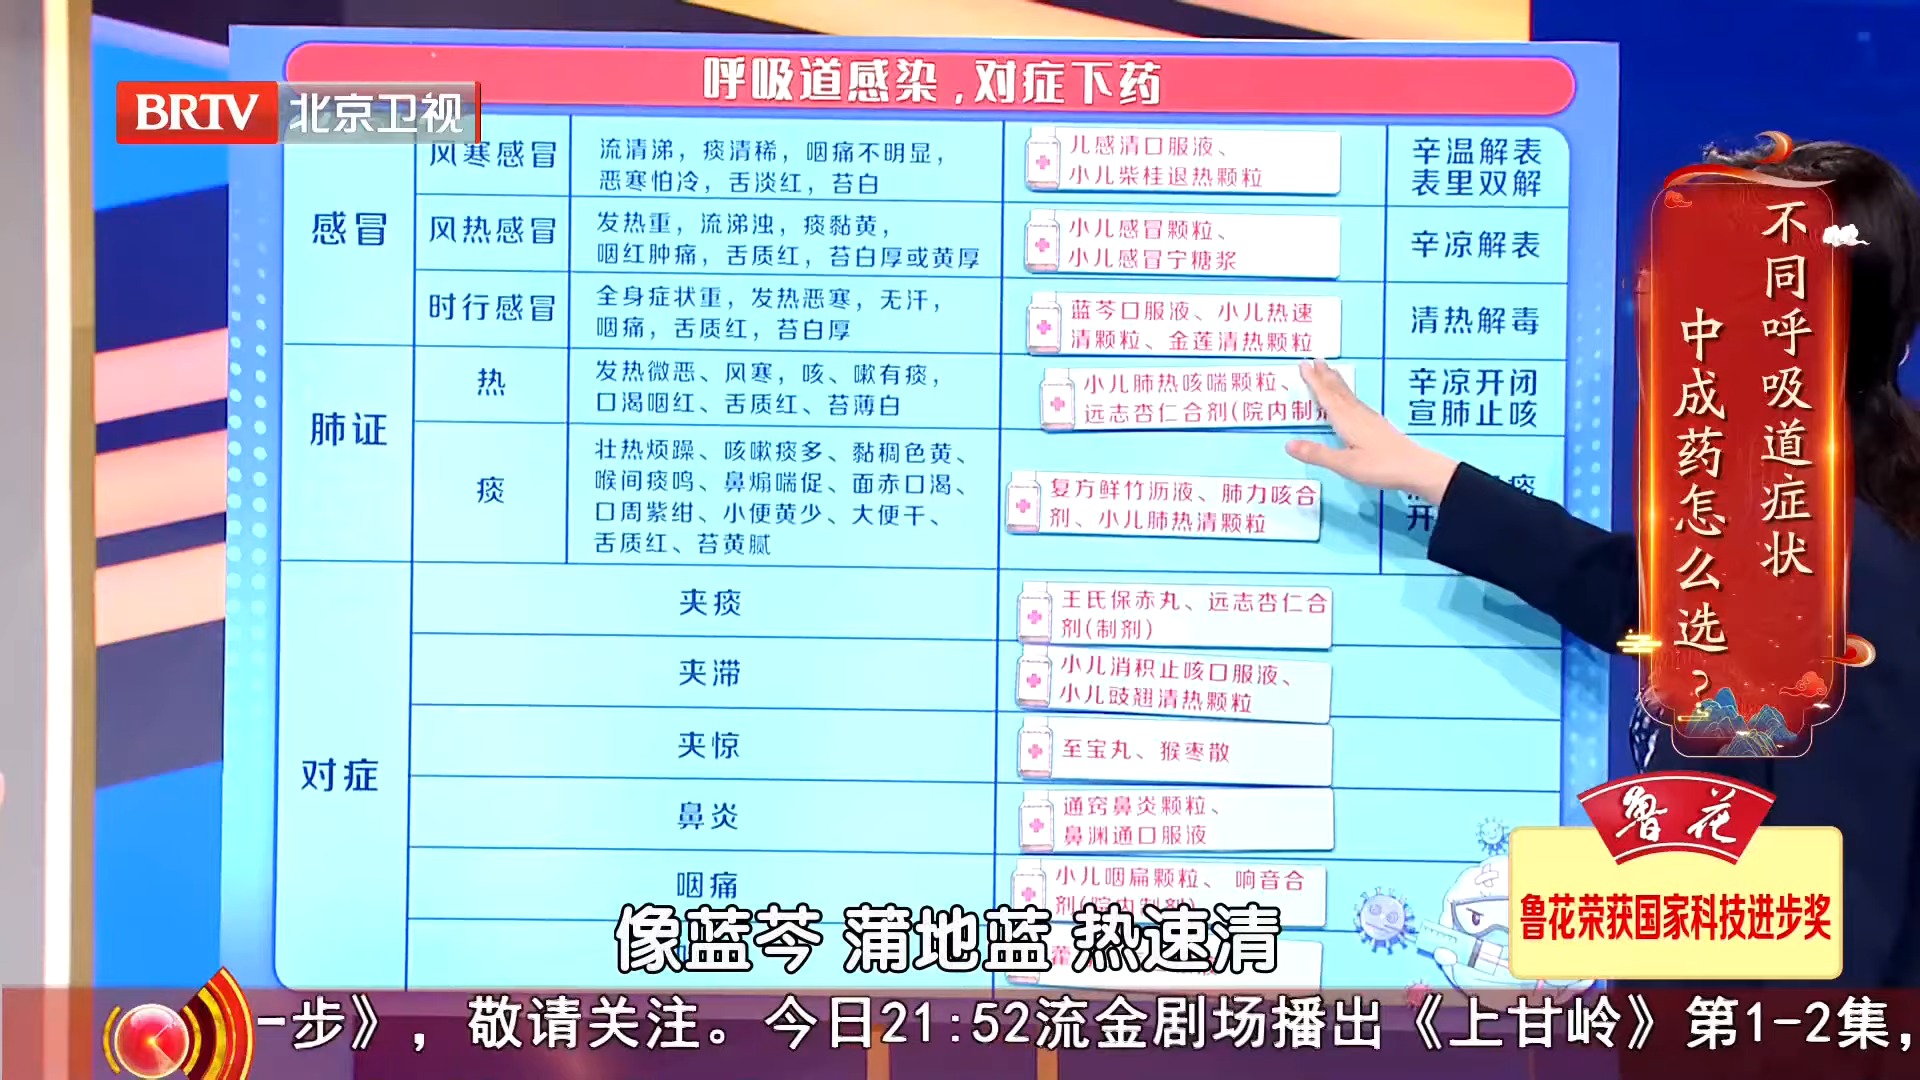 呼吸道感染,对症下药
BRTV 北京卫视
感冒
风寒感冒
流清涕，痰清稀，咽痛不明显，
恶寒怕冷，舌淡红，苔白
儿感清口服液、
小儿柴桂退热颗粒
辛温解表
表里双解
风热感冒
发热重，流涕浊，痰黏黄，
咽红肿痛，舌质红，苔白厚或黄厚
小儿感冒颗粒、
小儿感冒宁糖浆
辛凉解表
时行感冒
全身症状重，发热恶寒，无汗，
咽痛，舌质红，苔白厚
蓝芩口服液、小儿热速
清颗粒、金莲清热颗粒
清热解毒
肺证
热
发热微恶、风寒，咳、嗽有痰，
口渴咽红、舌质红、苔薄白
小儿肺热咳喘颗粒、
远志杏仁合剂(院内制剂
辛凉开闭
宣肺止咳
痰
壮热烦躁、咳嗽痰多、黏稠色黄、
喉间痰鸣、鼻煽喘促、面赤口渴、
口周紫绀、小便黄少、大便干、
舌质红、苔黄腻
复方鲜竹沥液、肺力咳合
剂、小儿肺热清颗粒
开
对症
夹痰
王氏保赤丸、远志杏仁合
剂(制剂)
夹滞
小儿消积止咳口服液、
小儿豉翘清热颗粒
夹惊
至宝丸、猴枣散
鼻炎
通窍鼻炎颗粒、
鼻渊通口服液
咽痛
小儿咽扁颗粒、响音合
剂(院内制剂)
像蓝芩 蒲地蓝 热速清
不同呼吸道症状
中成药怎么选？
鲁花
鲁花荣获国家科技进步奖
一步》，敬请关注。今日21:52流金剧场播出《上甘岭》第1-2集，